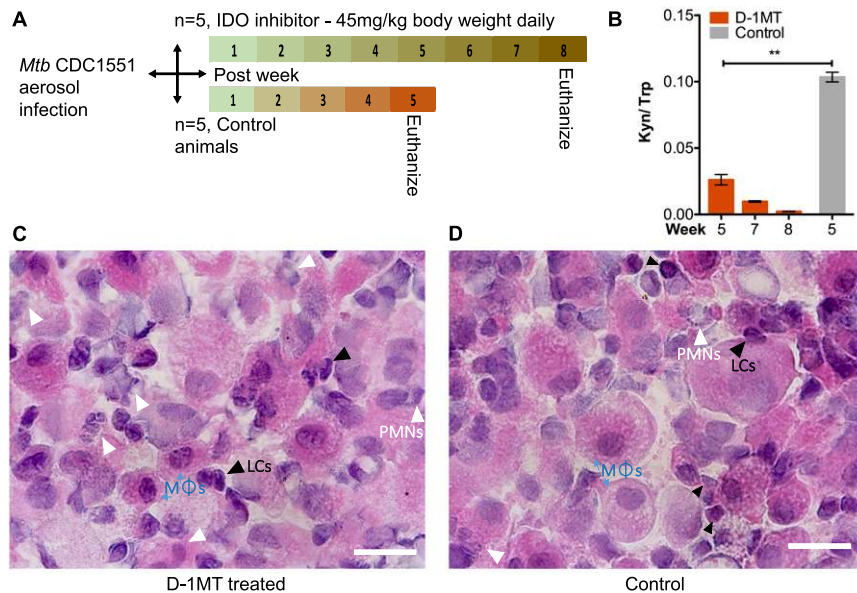 A
n=5, IDO inhibitor - 45mg/kg body weight daily
1 2 3 4 5 6 7 8
Mtb CDC1551
aerosol
infection
Post week
1 2 3 4 5
n=5, Control
animals
Euthanize
Euthanize
B
D-1MT
Control
**
Kyn/ Trp
0.15
0.10
0.05
0.00
Week 5 7 8 5
C
PMNs
LCs
MΦs
D-1MT treated
D
PMNs
LCs
MΦs
Control